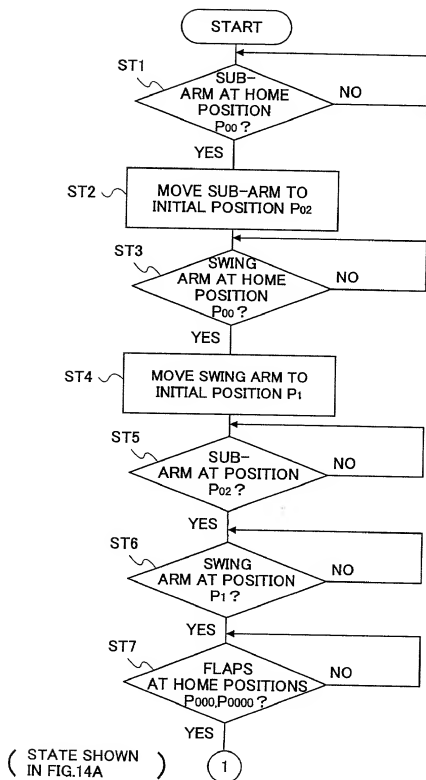 START
ST1
SUB-
ARM AT HOME
POSITION
P00 ?
NO
YES
ST2
MOVE SUB-ARM TO
INITIAL POSITION P02
ST3
SWING
ARM AT HOME
POSITION
P00 ?
NO
YES
ST4
MOVE SWING ARM TO
INITIAL POSITION P1
ST5
SUB-
ARM AT POSITION
P02 ?
NO
YES
ST6
SWING
ARM AT POSITION
P1 ?
NO
YES
ST7
FLAPS
AT HOME POSITIONS
P000,P0000 ?
NO
YES
( STATE SHOWN
IN FIG.14A )
1